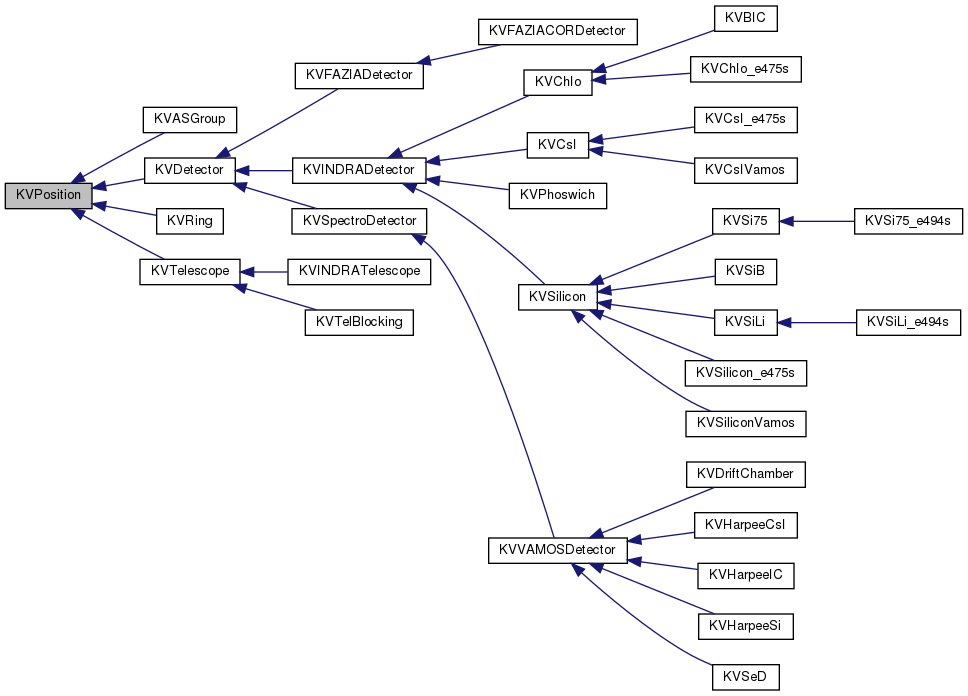 KVPosition
KVASGroup
KVDetector
KVRing
KVTelescope
KVFAZIADetector
KVINDRADetector
KVSpectroDetector
KVINDRATelescope
KVTelBlocking
KVFAZIACORDetector
KVChIo
KVCsI
KVPhoswich
KVSilicon
KVVAMOSDetector
KVBIC
KVChIo_e475s
KVCsI_e475s
KVCsIVamos
KVSi75
KVSiB
KVSiLi
KVSilicon_e475s
KVSiliconVamos
KVDriftChamber
KVHarpeeCsI
KVHarpeeIC
KVHarpeeSi
KVSeD
KVSi75_e494s
KVSiLi_e494s